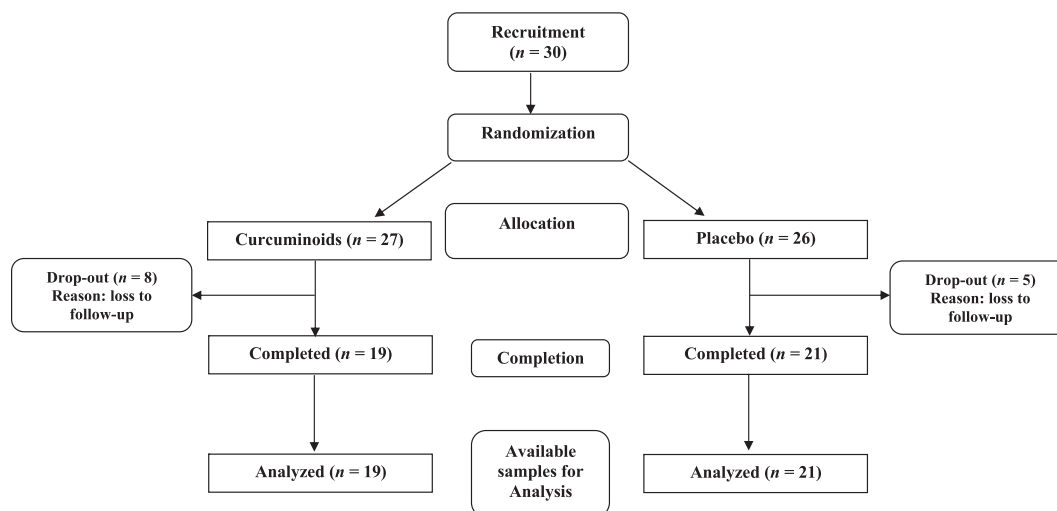 Recruitment
(n = 30)
Randomization
Allocation
Curcuminoids (n = 27)
Placebo (n = 26)
Drop-out (n = 8)
Reason: loss to
follow-up
Drop-out (n = 5)
Reason: loss to
follow-up
Completed (n = 19)
Completion
Completed (n = 21)
Analyzed (n = 19)
Available
samples for
Analysis
Analyzed (n = 21)